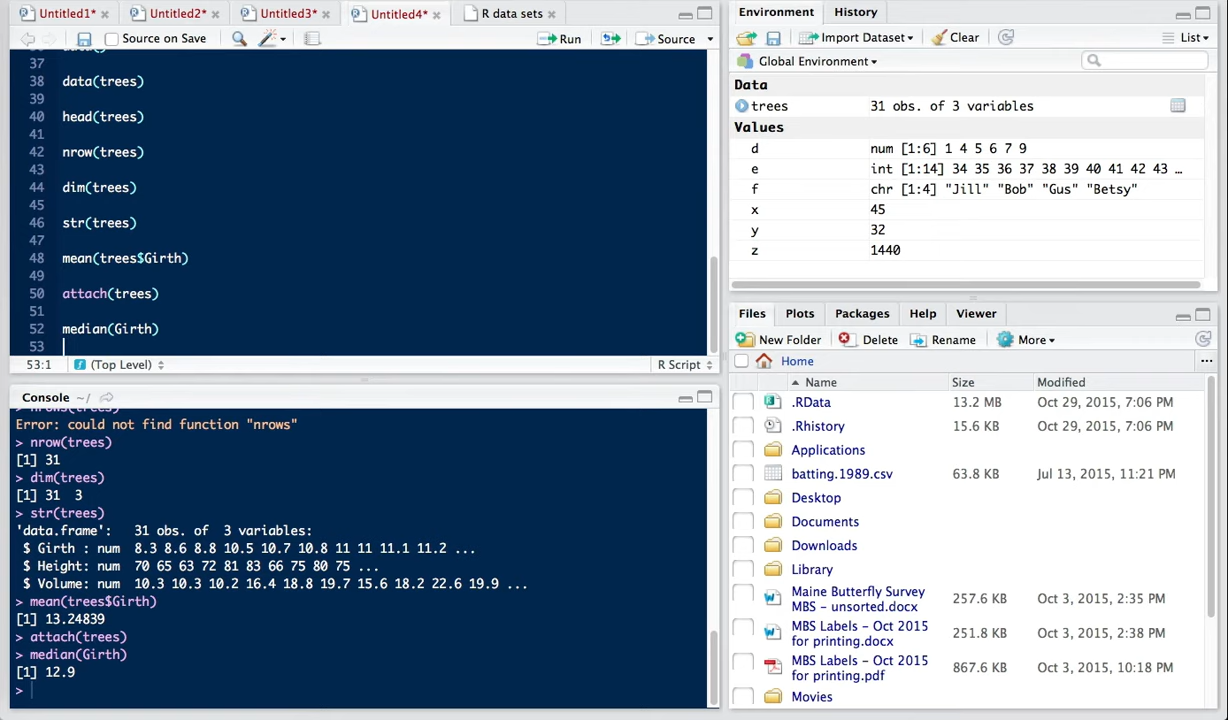 Untitled1* × Untitled2* × Untitled3* × Untitled4* × R data sets ×
Source on Save Run Source
37
38 data(trees)
39
40 head(trees)
41
42 nrow(trees)
43
44 dim(trees)
45
46 str(trees)
47
48 mean(trees$Girth)
49
50 attach(trees)
51
52 median(Girth)
53
53:1 (Top Level) R Script
Console ~/
Error: could not find function "nrows"
> nrow(trees)
[1] 31
> dim(trees)
[1] 31 3
> str(trees)
'data.frame': 31 obs. of 3 variables:
$ Girth : num 8.3 8.6 8.8 10.5 10.7 10.8 11 11 11.1 11.2 ...
$ Height: num 70 65 63 72 81 83 66 75 80 75 ...
$ Volume: num 10.3 10.3 10.2 16.4 18.8 19.7 15.6 18.2 22.6 19.9 ...
> mean(trees$Girth)
[1] 13.24839
> attach(trees)
> median(Girth)
[1] 12.9
>
Environment History
Import Dataset Clear List
Global Environment
Data
trees 31 obs. of 3 variables
Values
d num [1:6] 1 4 5 6 7 9
e int [1:14] 34 35 36 37 38 39 40 41 42 43 ...
f chr [1:4] "Jill" "Bob" "Gus" "Betsy"
x 45
y 32
z 1440
Files Plots Packages Help Viewer
New Folder Delete Rename More
Home ...
Name Size Modified
.RData 13.2 MB Oct 29, 2015, 7:06 PM
.Rhistory 15.6 KB Oct 29, 2015, 7:06 PM
Applications
batting.1989.csv 63.8 KB Jul 13, 2015, 11:21 PM
Desktop
Documents
Downloads
Library
Maine Butterfly Survey
MBS - unsorted.docx 257.6 KB Oct 3, 2015, 2:35 PM
MBS Labels - Oct 2015
for printing.docx 251.8 KB Oct 3, 2015, 2:38 PM
MBS Labels - Oct 2015
for printing.pdf 867.6 KB Oct 3, 2015, 10:18 PM
Movies